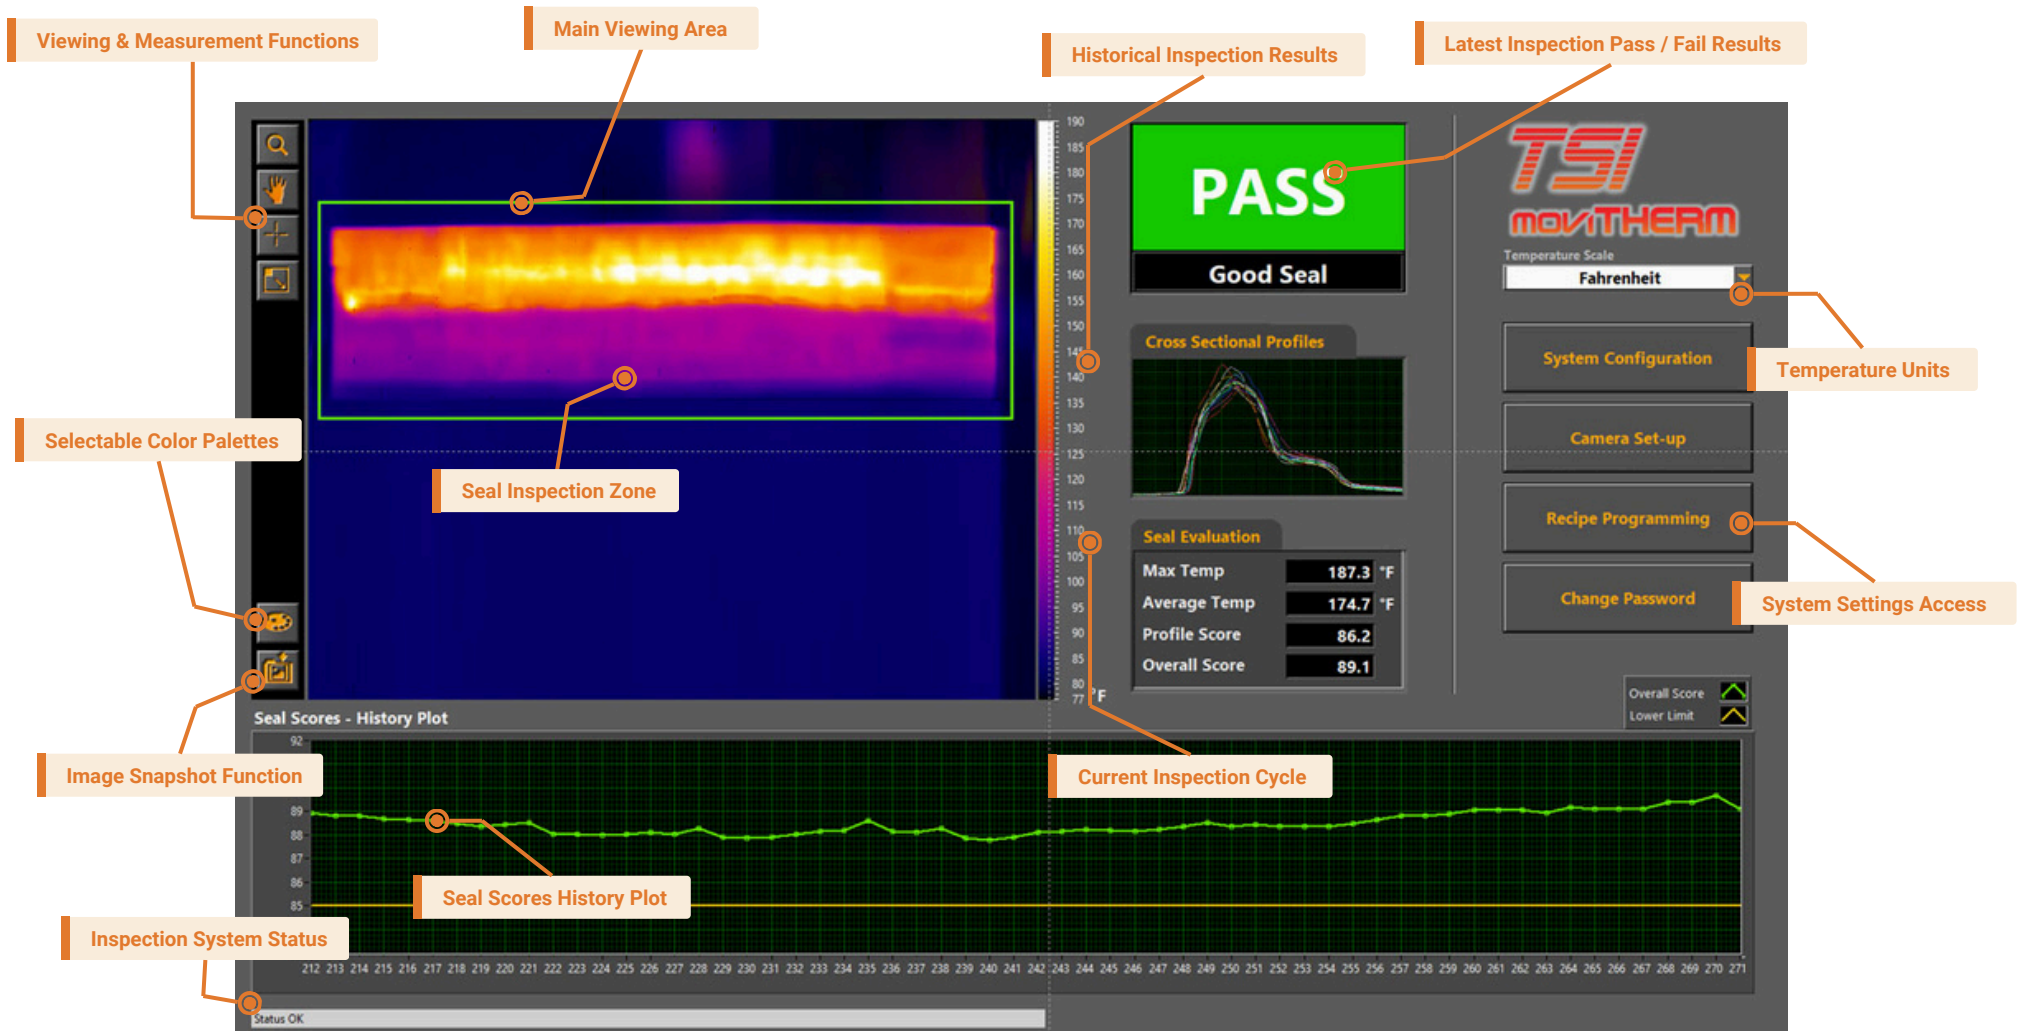 Viewing & Measurement Functions
Main Viewing Area
Historical Inspection Results
Latest Inspection Pass / Fail Results
190
185
180
175
170
165
160
155
150
145
140
135
130
125
120
115
110
105
100
95
90
85
80
77 °F
PASS
Good Seal
TSI
moviTHERM
Temperature Scale
Fahrenheit
Cross Sectional Profiles
System Configuration
Temperature Units
Camera Set-up
Selectable Color Palettes
Seal Inspection Zone
Recipe Programming
Seal Evaluation
Max Temp 187.3 °F
Average Temp 174.7 °F
Profile Score 86.2
Overall Score 89.1
Change Password
System Settings Access
Overall Score
Lower Limit
Seal Scores - History Plot
Image Snapshot Function
Current Inspection Cycle
92
89
88
87
86
85
Seal Scores History Plot
Inspection System Status
212 213 214 215 216 217 218 219 220 221 222 223 224 225 226 227 228 229 230 231 232 233 234 235 236 237 238 239 240 241 242 243 244 245 246 247 248 249 250 251 252 253 254 255 256 257 258 259 260 261 262 263 264 265 266 267 268 269 270 271
Status OK